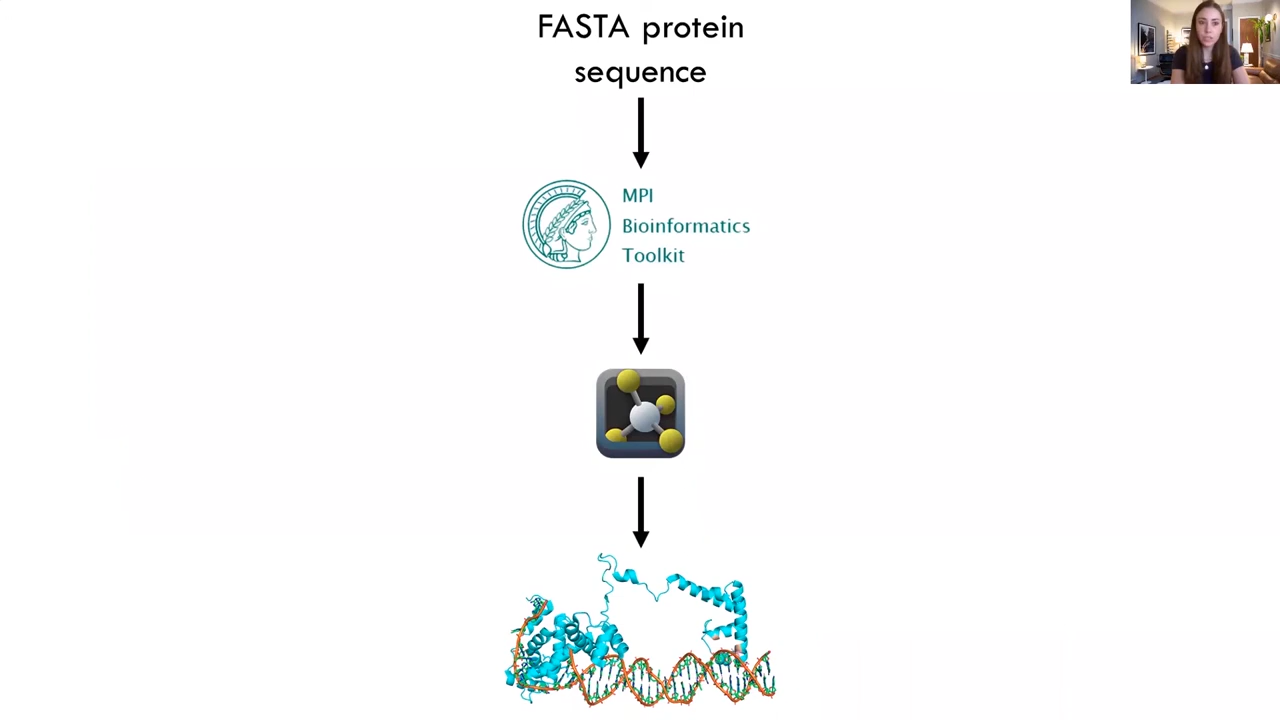 FASTA protein
sequence
MPI
Bioinformatics
Toolkit